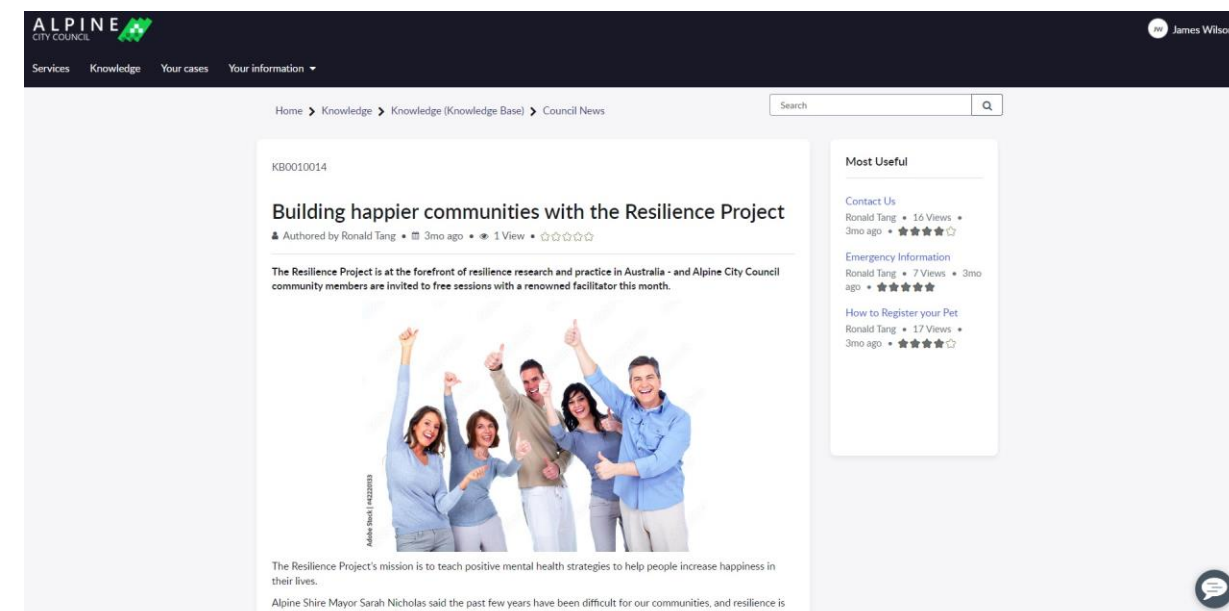 ALPINE
CITY COUNCIL
JW James Wilson
Services Knowledge Your cases Your information
Home > Knowledge > Knowledge (Knowledge Base) > Council News
Search
KB0010014
Building happier communities with the Resilience Project
Authored by Ronald Tang • 3mo ago • 1 View •
The Resilience Project is at the forefront of resilience research and practice in Australia - and Alpine City Council
community members are invited to free sessions with a renowned facilitator this month.
Adobe Stock | #42220133
The Resilience Project's mission is to teach positive mental health strategies to help people increase happiness in
their lives.
Alpine Shire Mayor Sarah Nicholas said the past few years have been difficult for our communities, and resilience is
Most Useful
Contact Us
Ronald Tang • 16 Views •
3mo ago •
Emergency Information
Ronald Tang • 7 Views • 3mo
ago •
How to Register your Pet
Ronald Tang • 17 Views •
3mo ago •